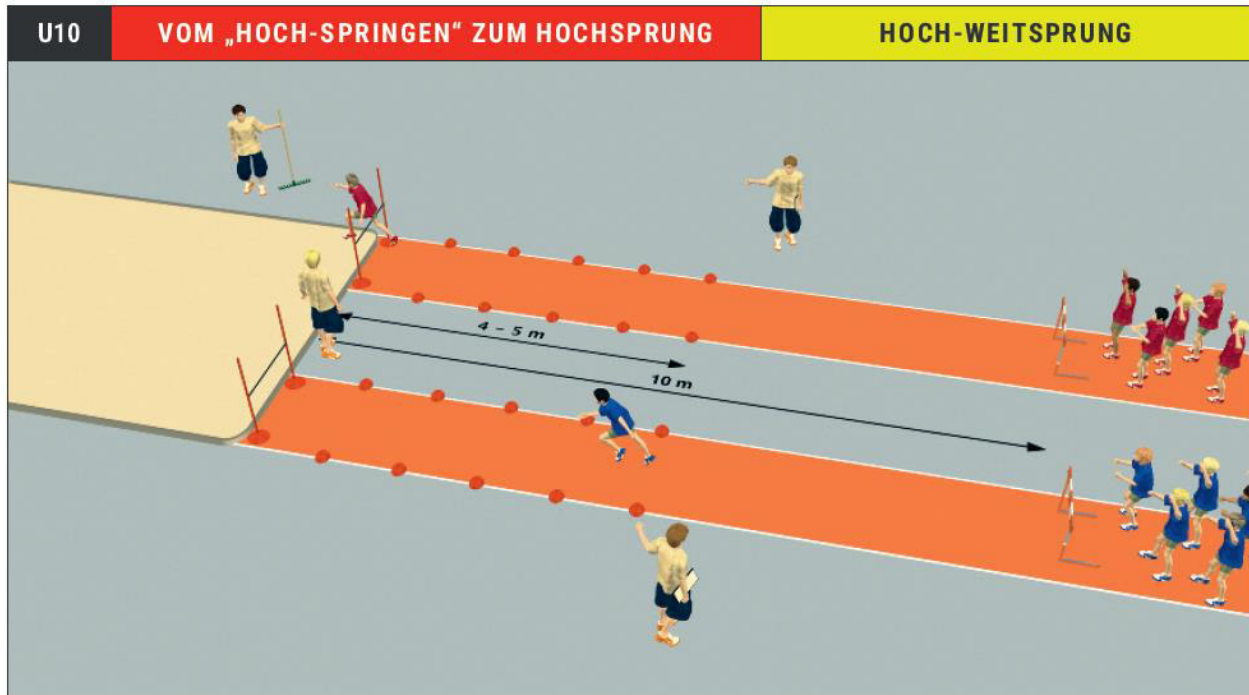 U10
VOM „HOCH-SPRINGEN“ ZUM HOCHSPRUNG
HOCH-WEITSPRUNG
4 – 5 m
10 m